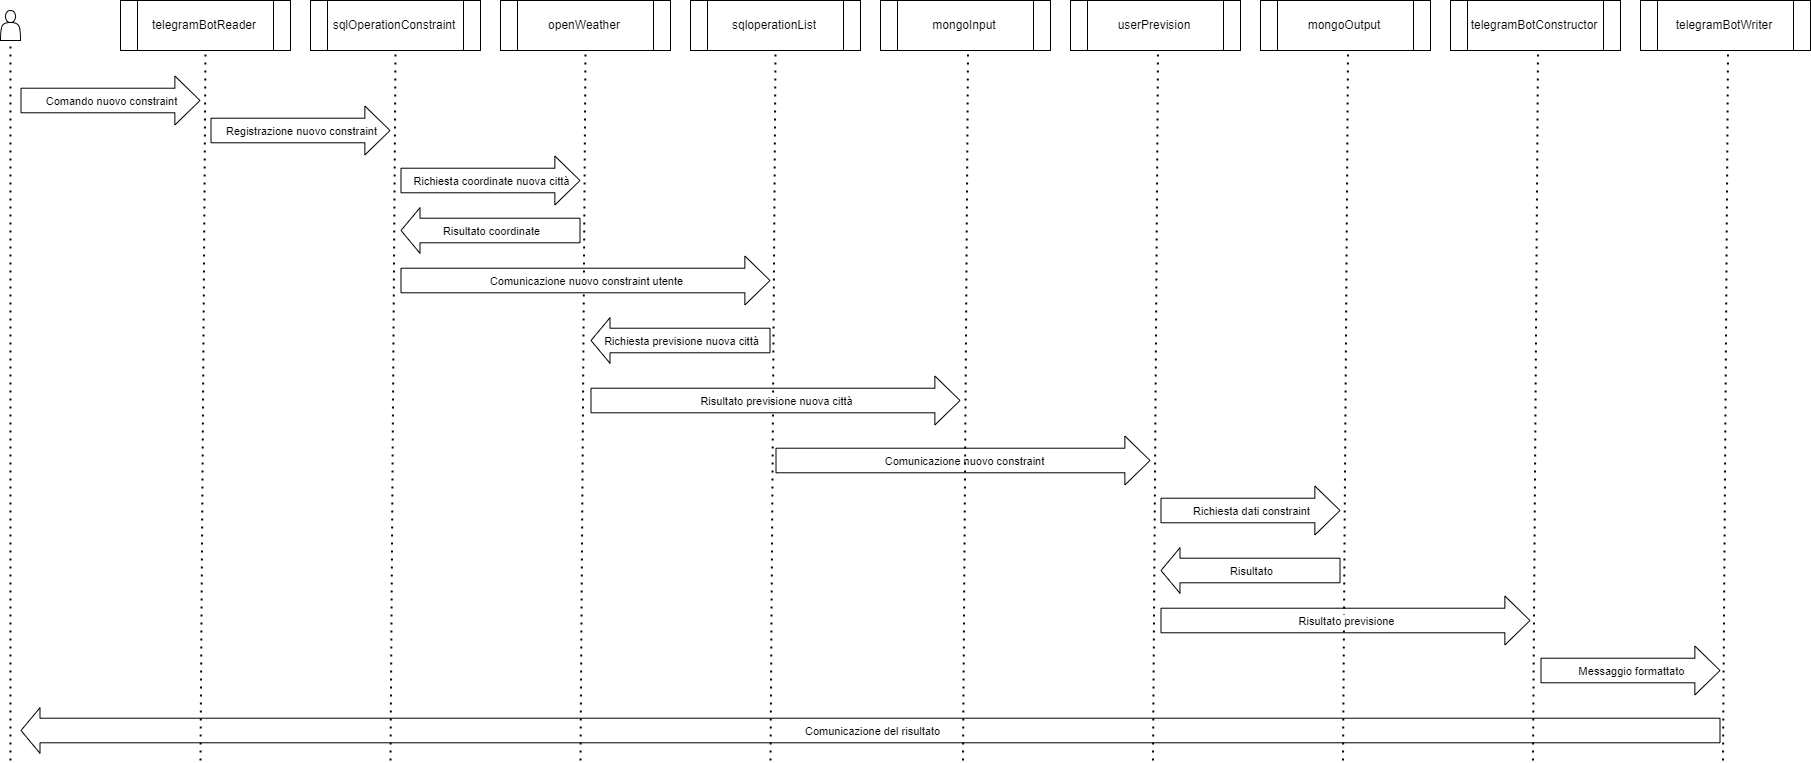 telegramBotReader
sqlOperationConstraint
openWeather
sqloperationList
mongoInput
userPrevision
mongoOutput
telegramBotConstructor
telegramBotWriter
Comando nuovo constraint
Registrazione nuovo constraint
Richiesta coordinate nuova città
Risultato coordinate
Comunicazione nuovo constraint utente
Richiesta previsione nuova città
Risultato previsione nuova città
Comunicazione nuovo constraint
Richiesta dati constraint
Risultato
Risultato previsione
Messaggio formattato
Comunicazione del risultato